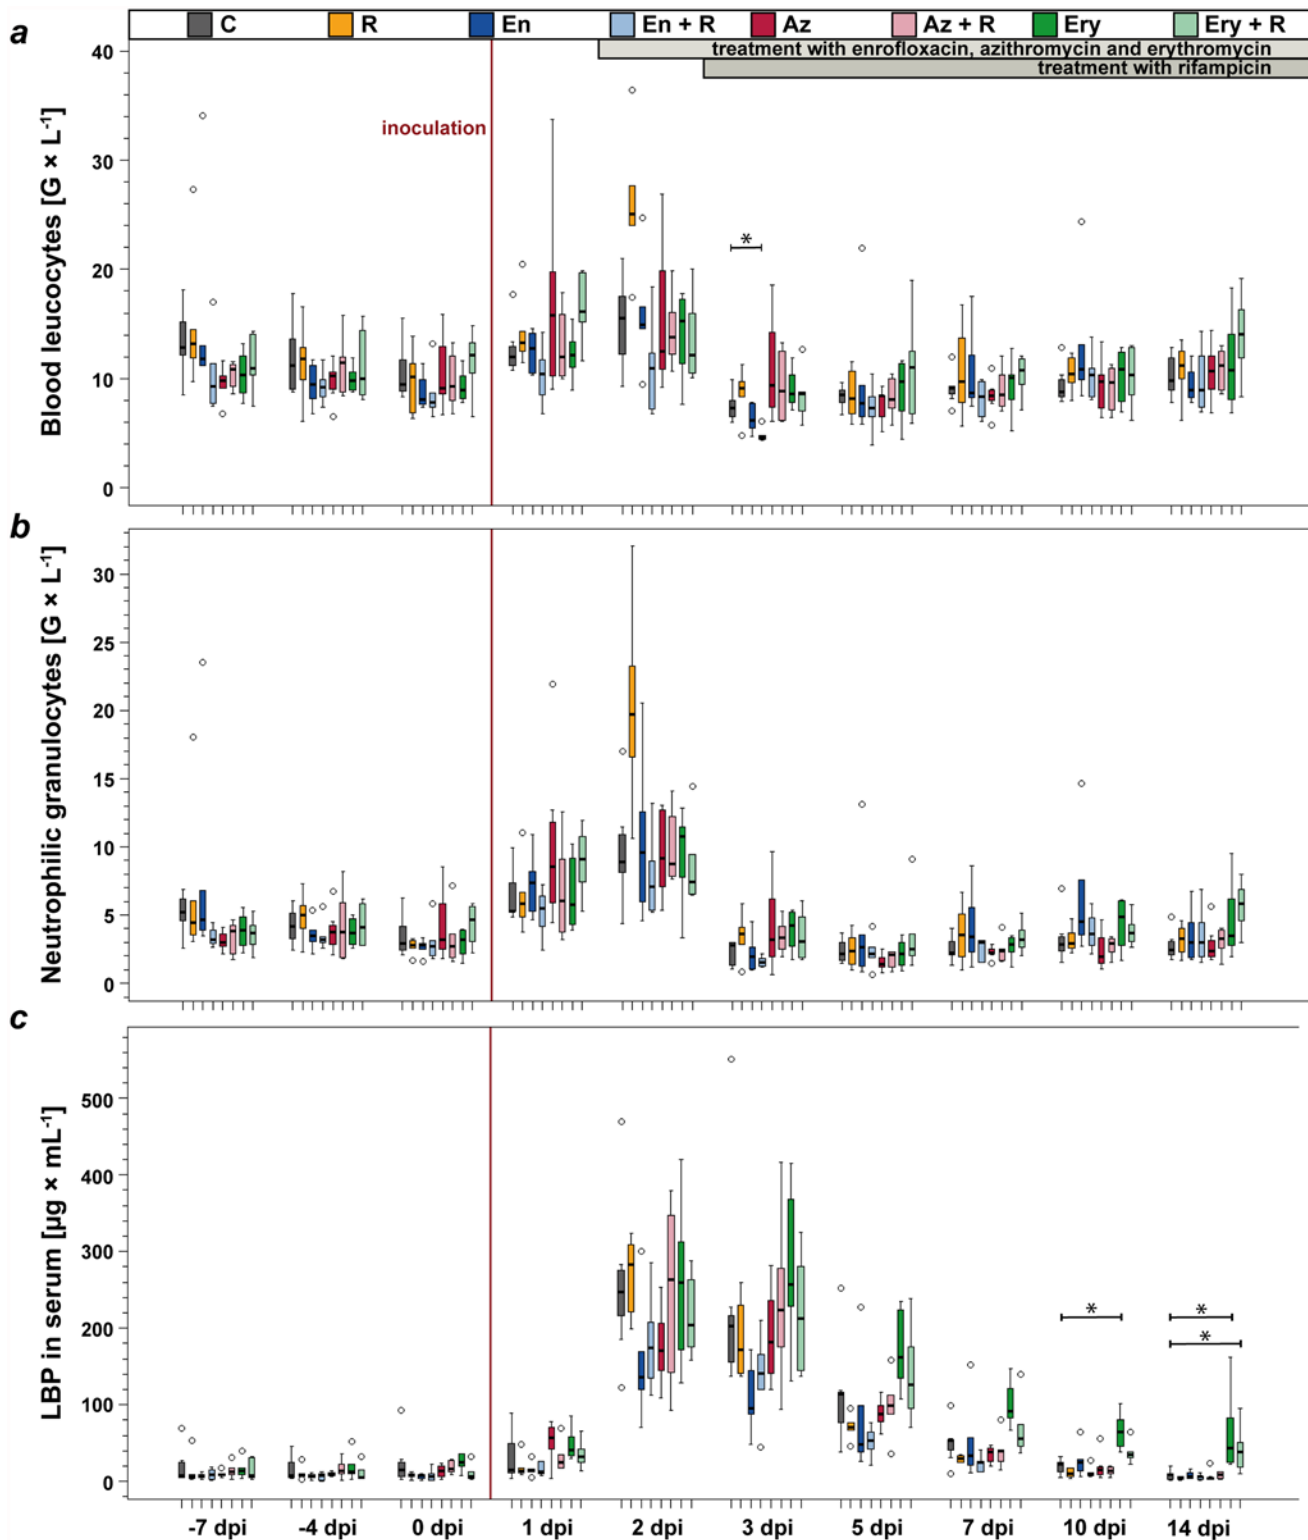 a
C R En En + R Az Az + R Ery Ery + R
treatment with enrofloxacin, azithromycin and erythromycin
treatment with rifampicin
inoculation
Blood leucocytes [G × L⁻¹]
40
30
20
10
0
*
b
Neutrophilic granulocytes [G × L⁻¹]
30
25
20
15
10
5
0
c
LBP in serum [µg × mL⁻¹]
500
400
300
200
100
0
*
*
*
-7 dpi -4 dpi 0 dpi 1 dpi 2 dpi 3 dpi 5 dpi 7 dpi 10 dpi 14 dpi